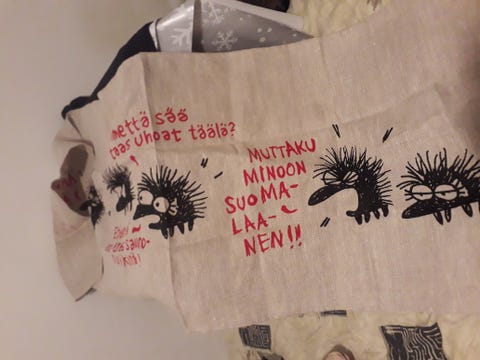 mettä sää
taas uhoat täälä?
MUTTAKU
MINOON
SUOMA-
LAA-
NEN!!